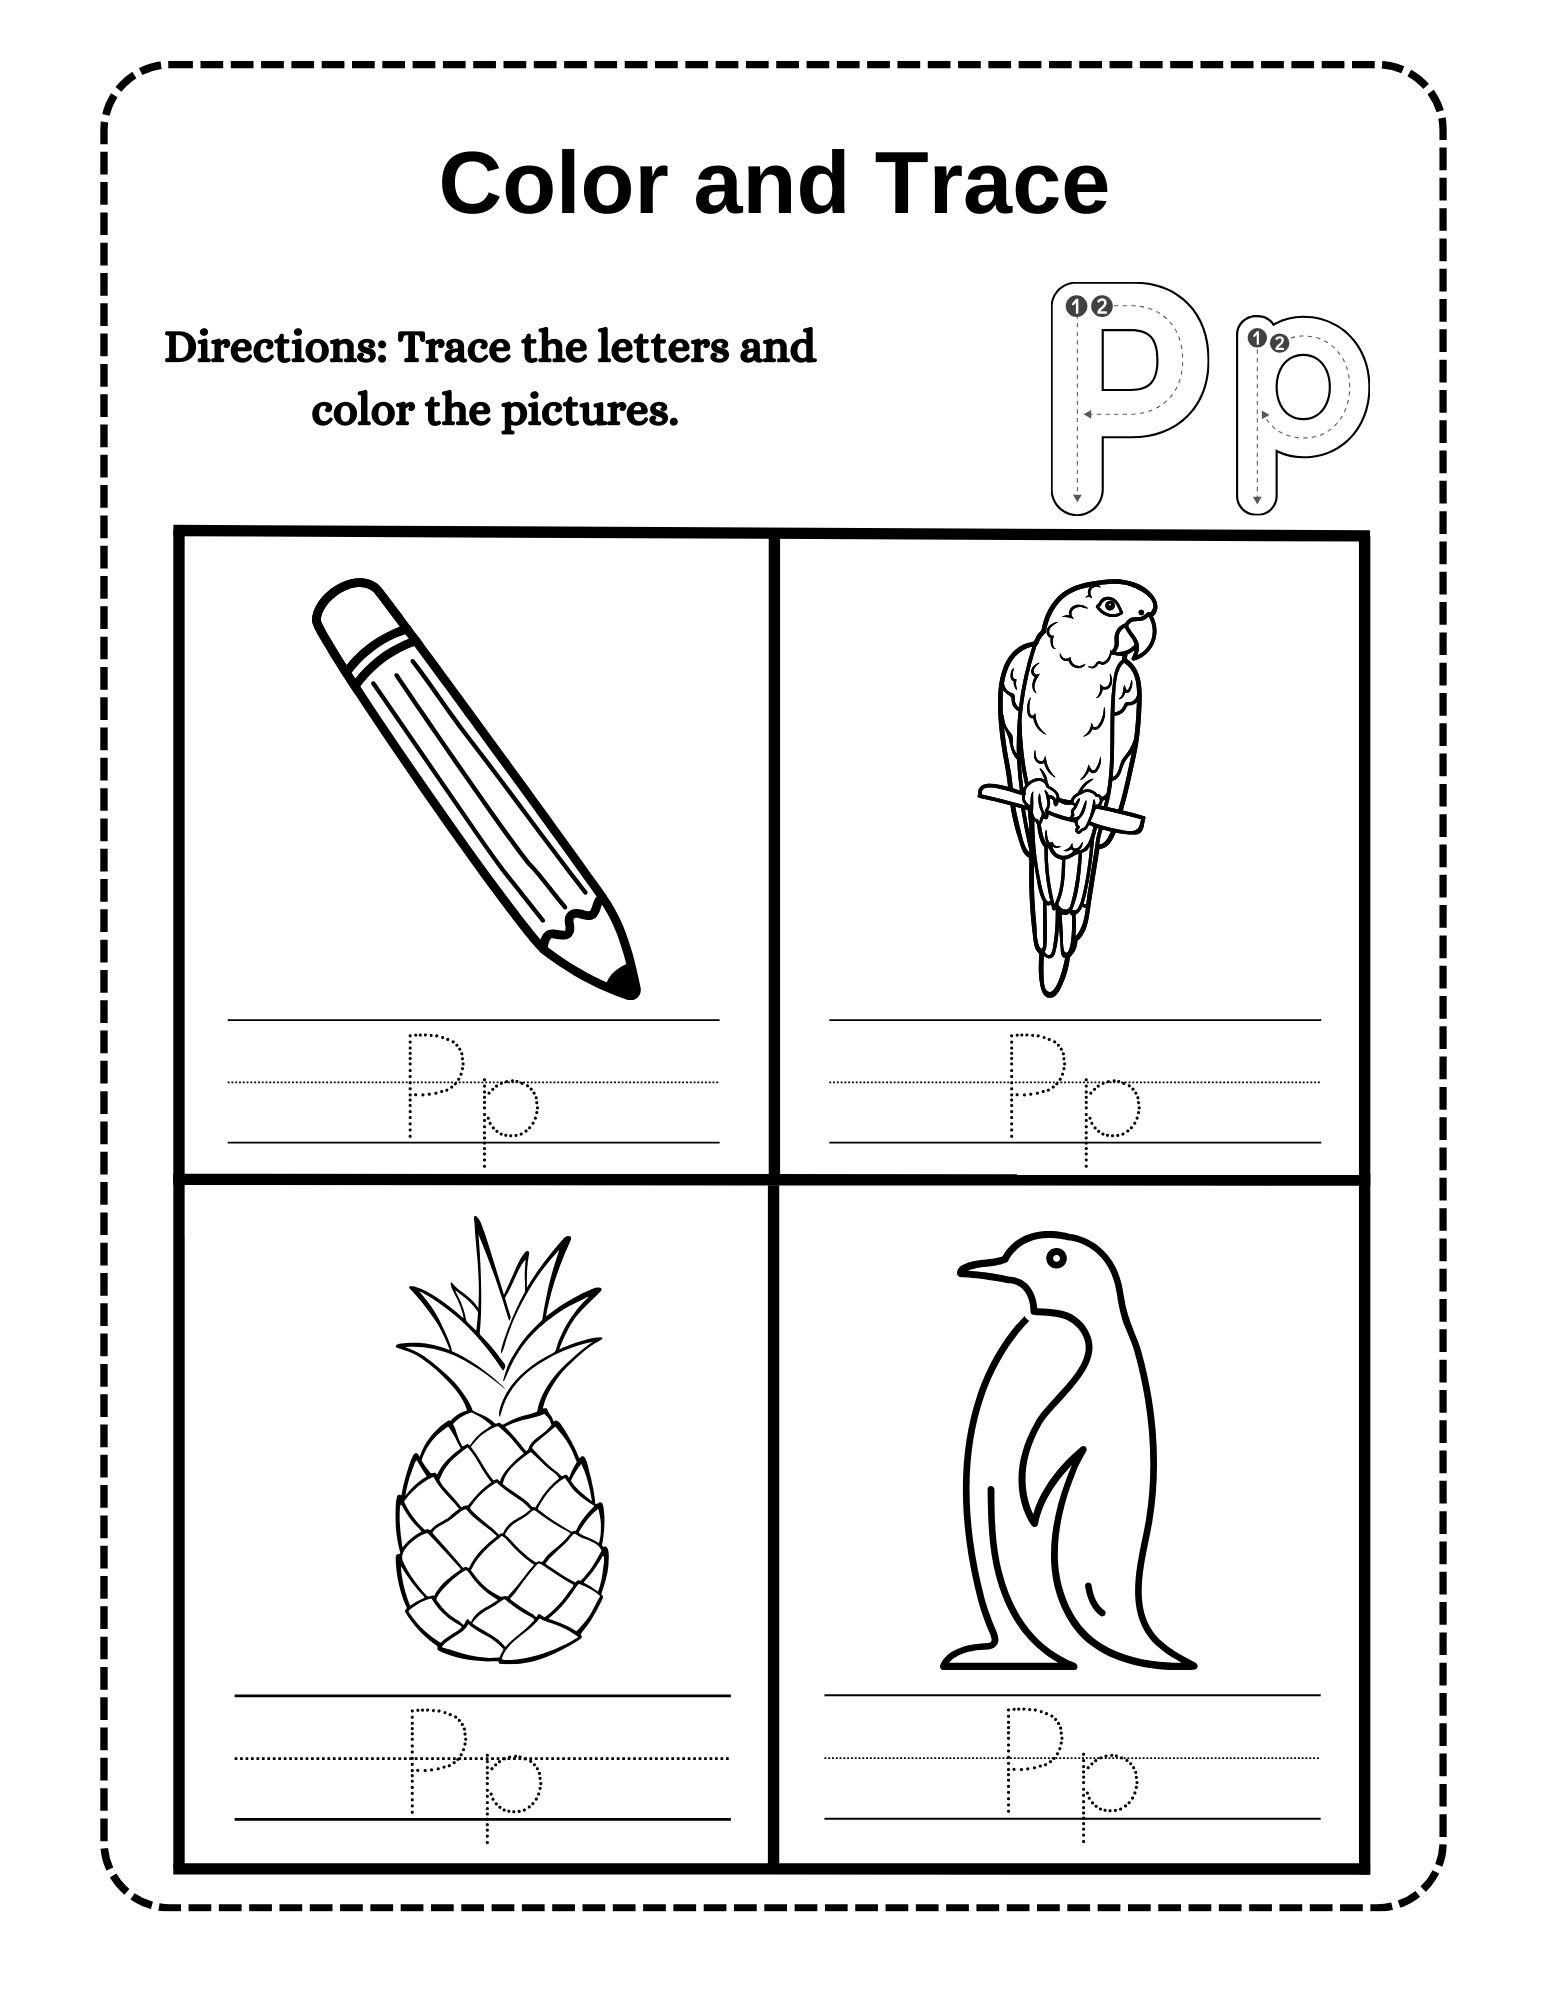 Color and Trace
Directions: Trace the letters and
color the pictures.
1 2
P
1 2
p
Pp
Pp
Pp
Pp